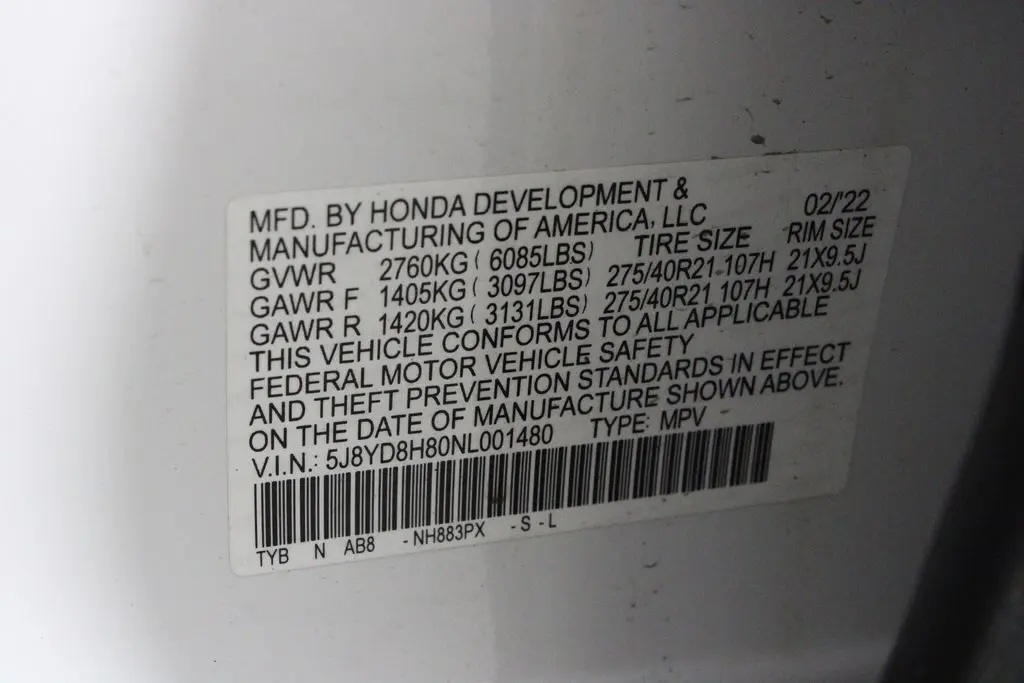 MFD. BY HONDA DEVELOPMENT &
MANUFACTURING OF AMERICA, LLC 02/'22
GVWR 2760KG ( 6085LBS) TIRE SIZE RIM SIZE
GAWR F 1405KG ( 3097LBS) 275/40R21 107H 21X9.5J
GAWR R 1420KG ( 3131LBS) 275/40R21 107H 21X9.5J
THIS VEHICLE CONFORMS TO ALL APPLICABLE
FEDERAL MOTOR VEHICLE SAFETY
AND THEFT PREVENTION STANDARDS IN EFFECT
ON THE DATE OF MANUFACTURE SHOWN ABOVE.
V.I.N.: 5J8YD8H80NL001480 TYPE: MPV
TYB N AB8 - NH883PX - S - L